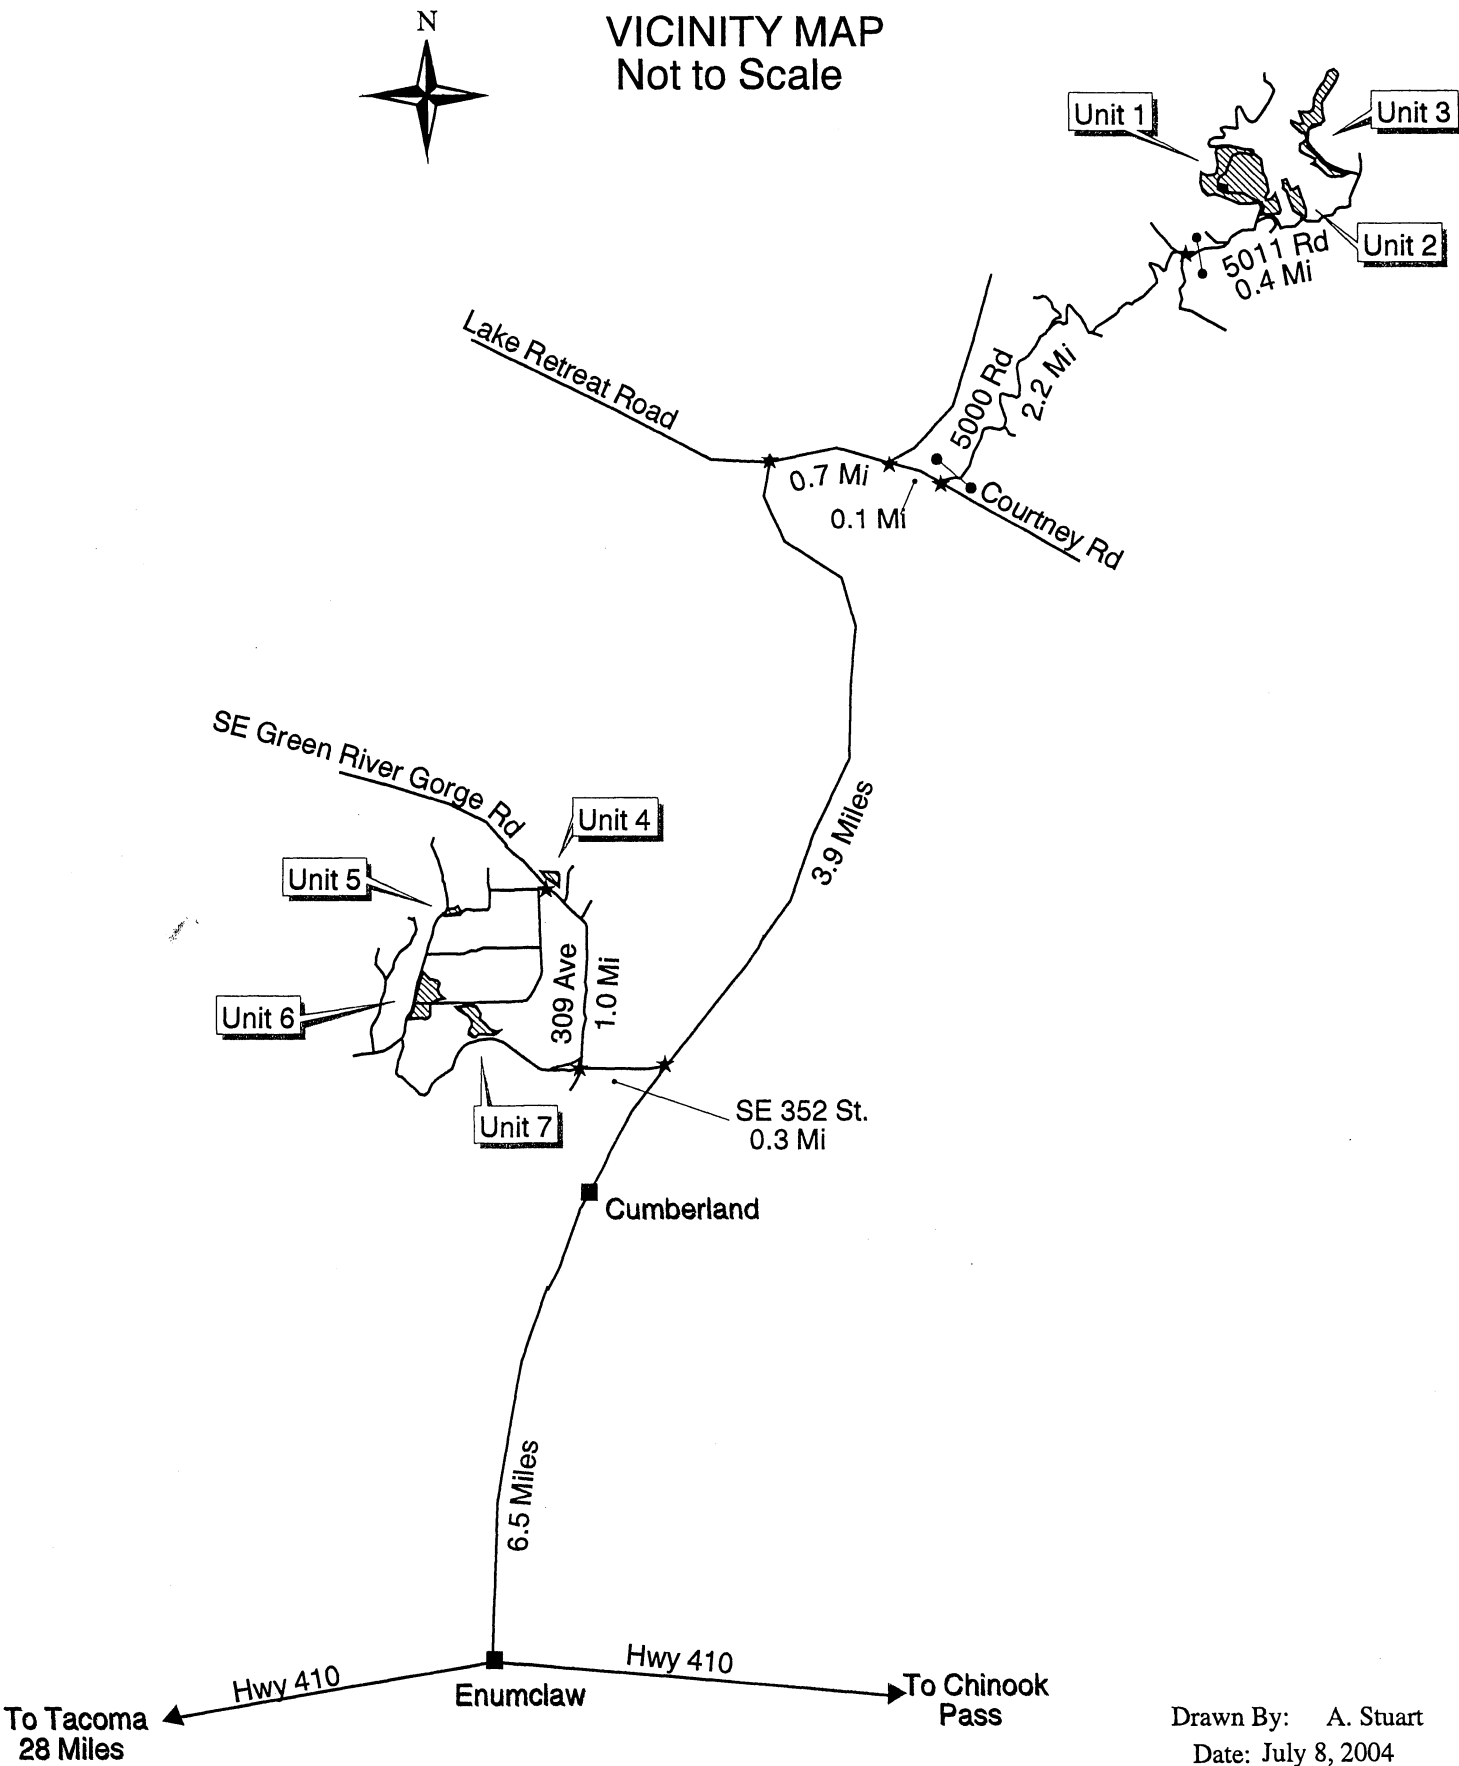 N
VICINITY MAP
Not to Scale
Unit 1
Unit 3
Unit 2
5011 Rd
0.4 Mi
Lake Retreat Road
5000 Rd
2.2 Mi
0.7 Mi
0.1 Mi
Courtney Rd
SE Green River Gorge Rd
3.9 Miles
Unit 4
Unit 5
309 Ave
1.0 Mi
Unit 6
Unit 7
SE 352 St.
0.3 Mi
Cumberland
6.5 Miles
Hwy 410
Hwy 410
Enumclaw
To Tacoma
28 Miles
To Chinook
Pass
Drawn By: A. Stuart
Date: July 8, 2004